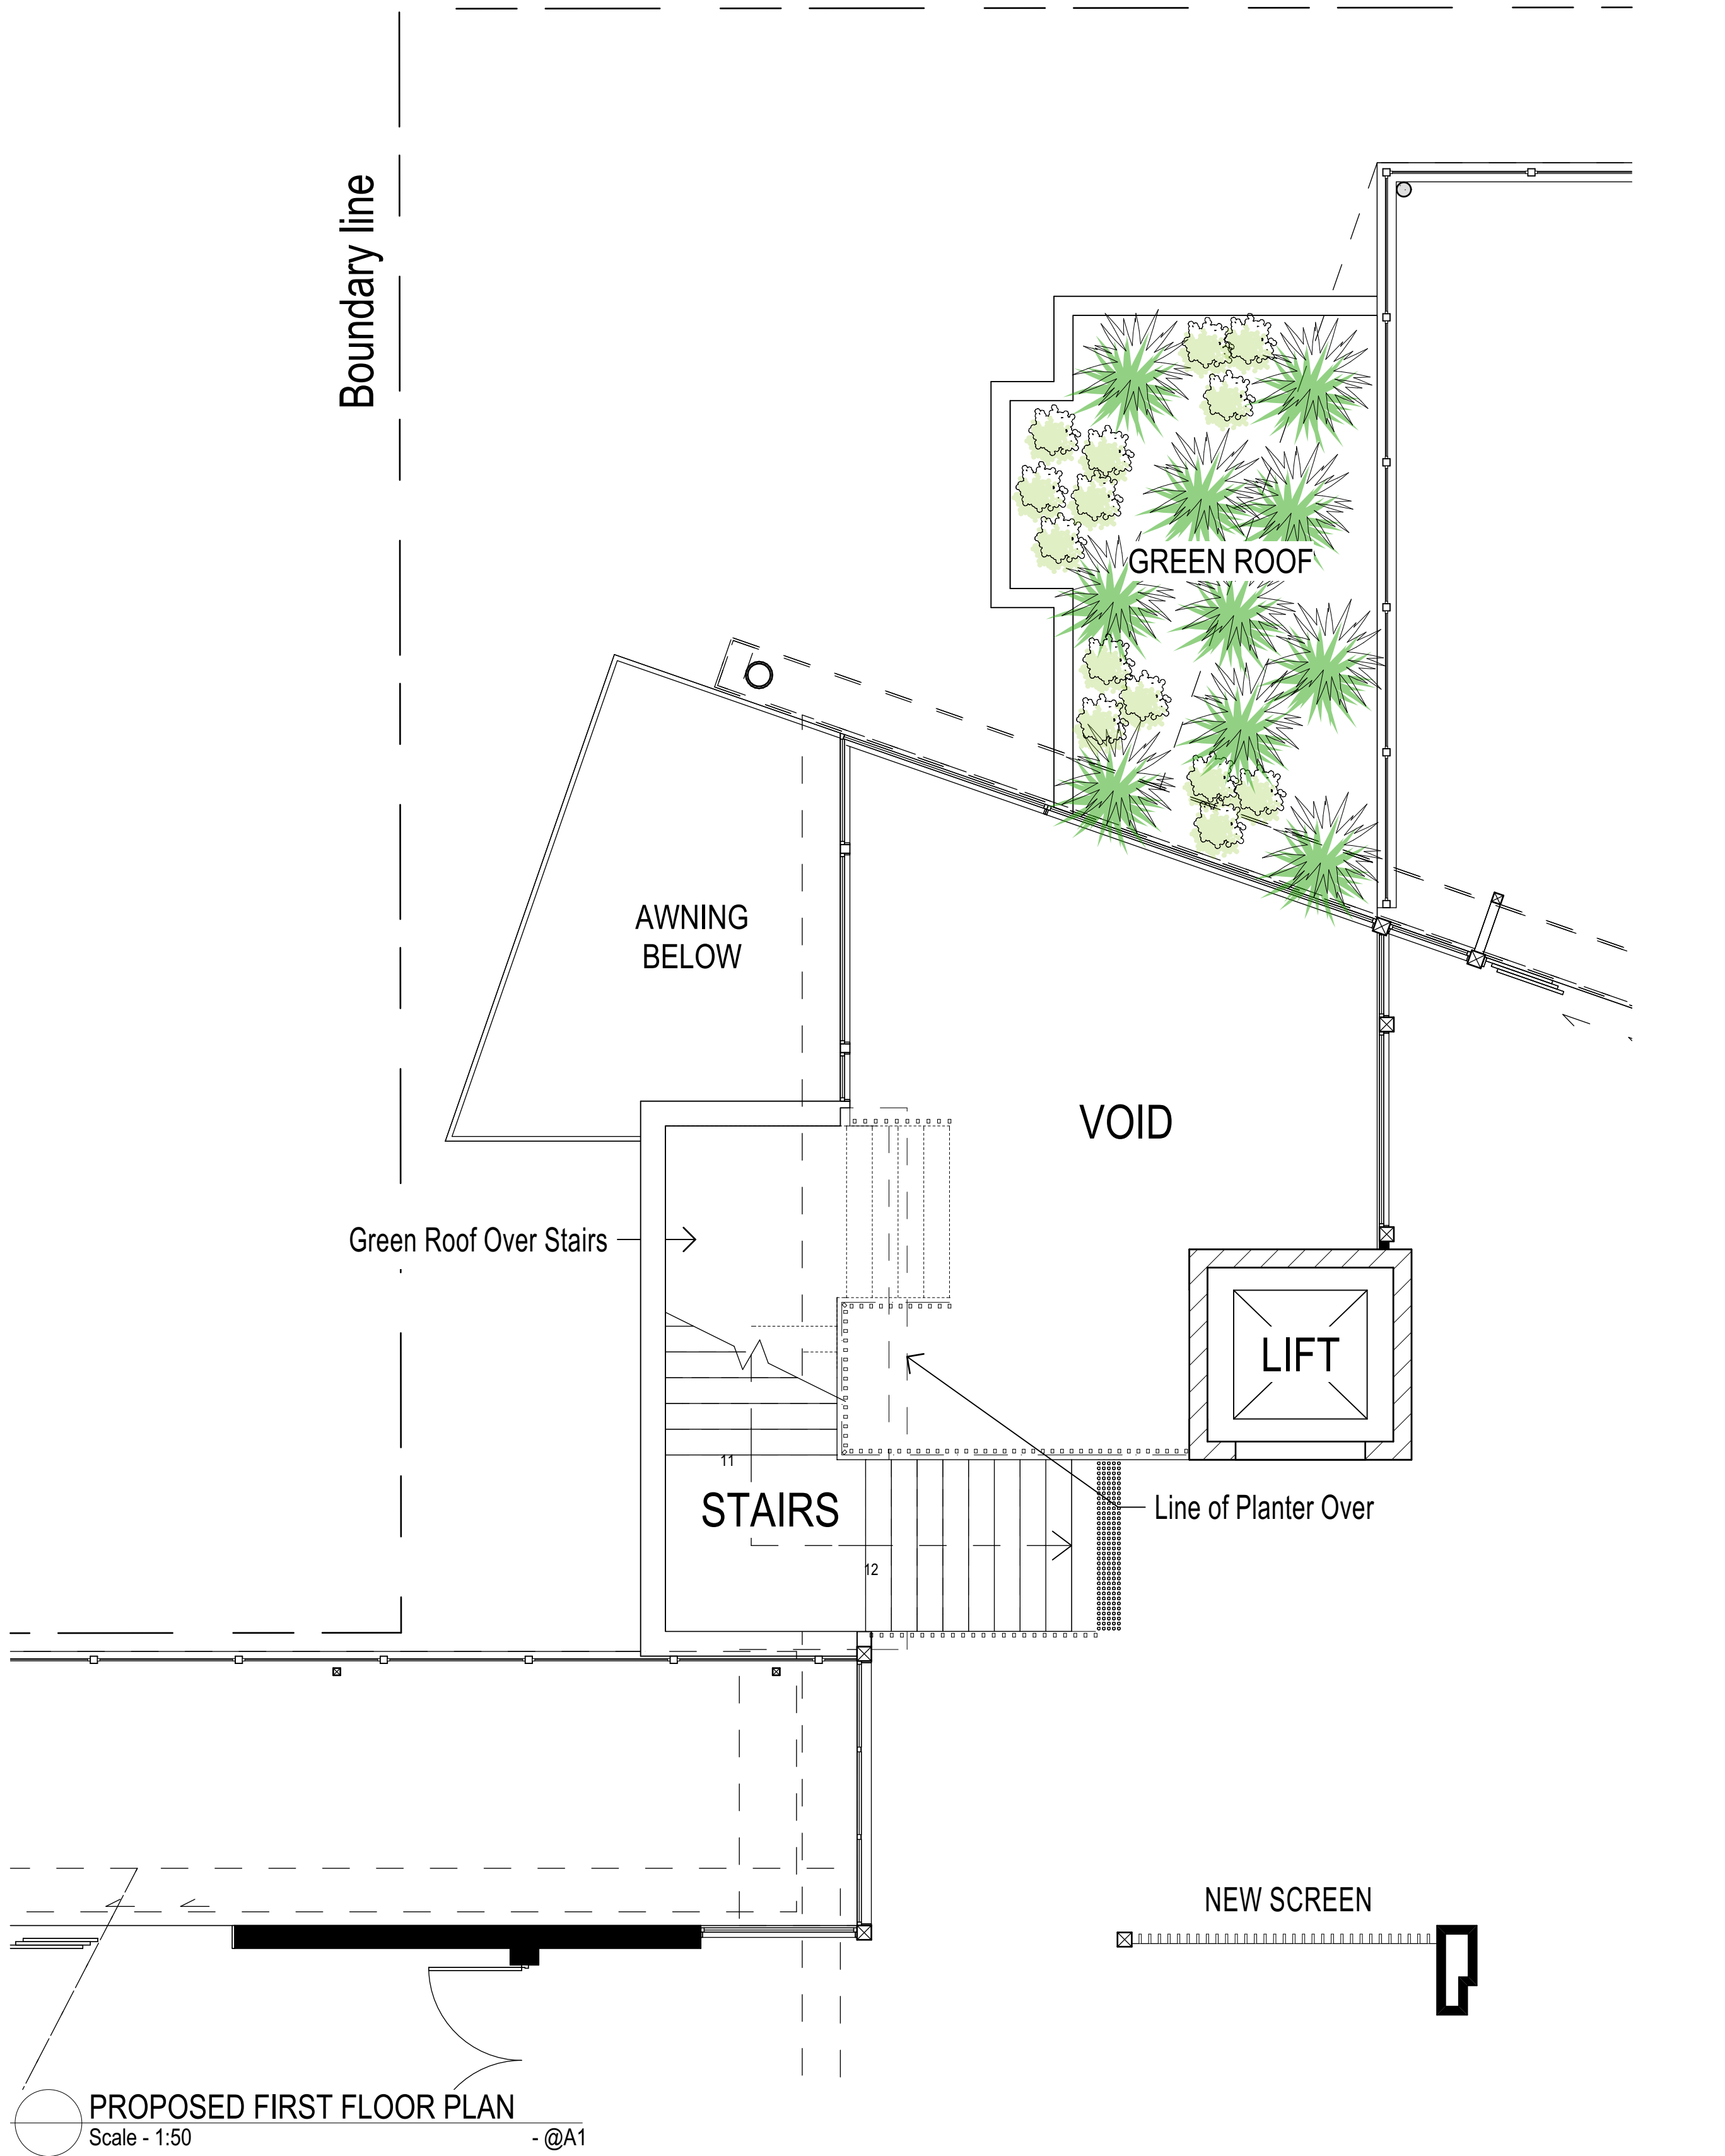 Boundary line
GREEN ROOF
AWNING
BELOW
VOID
Green Roof Over Stairs
LIFT
11
STAIRS
Line of Planter Over
12
NEW SCREEN
PROPOSED FIRST FLOOR PLAN
Scale - 1:50 - @A1